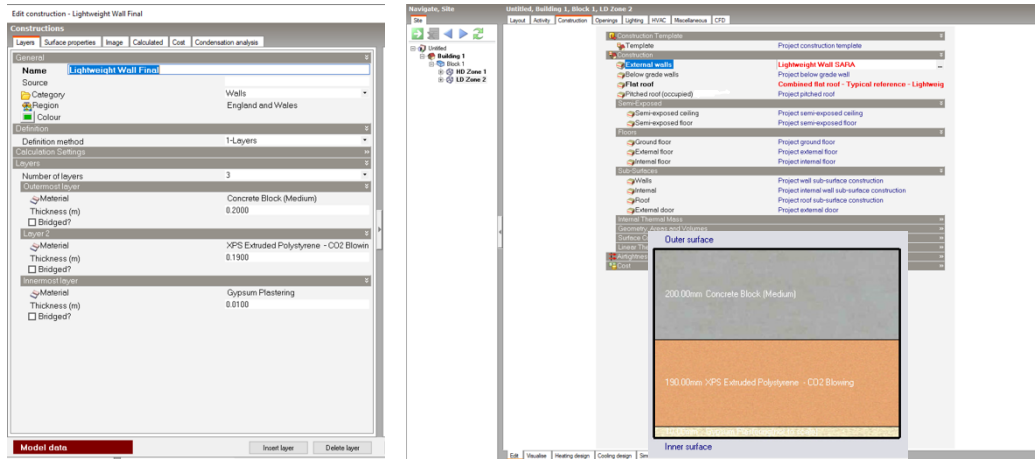 Edit construction - Lightweight Wall Final
Constructions
Layers Surface properties Image Calculated Cost Condensation analysis
General
Name Lightweight Wall Final
Source
Category Walls
Region England and Wales
Colour
Definition
Definition method 1-Layers
Calculation Settings
Layers
Number of layers 3
Outermost layer
Material Concrete Block (Medium)
Thickness (m) 0.2000
Bridged?
Layer 2
Material XPS Extruded Polystyrene - CO2 Blowin
Thickness (m) 0.1900
Bridged?
Innermost layer
Material Gypsum Plastering
Thickness (m) 0.0100
Bridged?
Model data Insert layer Delete layer
Navigate, Site
Site
Untitled
Building 1
Block 1
HD Zone 1
LD Zone 2
Untitled, Building 1, Block 1, LD Zone 2
Layout Activity Construction Openings Lighting HVAC Miscellaneous CFD
Construction Template
Template Project construction template
Construction
External walls Lightweight Wall SARA ...
Below grade walls Project below grade wall
Flat roof Combined flat roof - Typical reference - Lightweig
Pitched roof (occupied) Project pitched roof
Semi-Exposed
Semi-exposed ceiling Project semi-exposed ceiling
Semi-exposed floor Project semi-exposed floor
Floors
Ground floor Project ground floor
External floor Project external floor
Internal floor Project internal floor
Sub-Surfaces
Walls Project wall sub-surface construction
Internal Project internal wall sub-surface construction
Roof Project roof sub-surface construction
External door Project external door
Internal Thermal Mass
Geometry, Areas and Volumes
Surface C
Linear The
Airtightness
Cost
Outer surface
200.00mm Concrete Block (Medium)
190.00mm XPS Extruded Polystyrene - CO2 Blowing
Inner surface
Edit Visualise Heating design Cooling design Sim